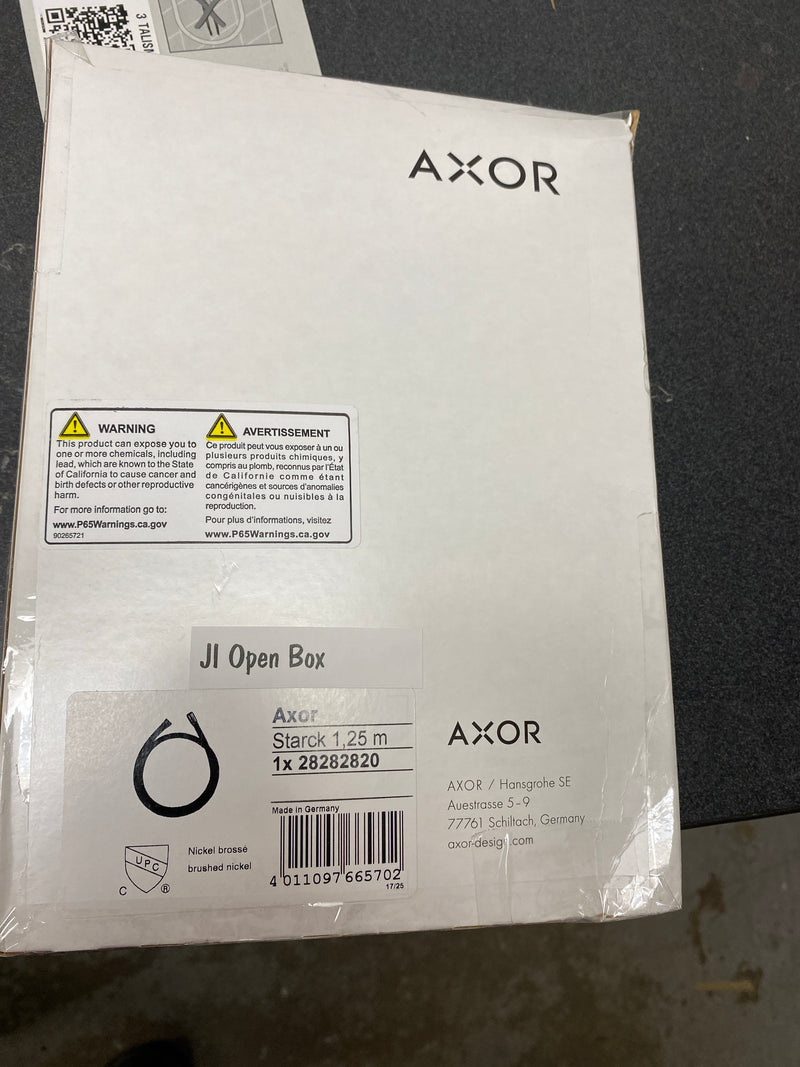 3 TALIS
AXOR
WARNING
This product can expose you to
one or more chemicals, including
lead, which are known to the State
of California to cause cancer and
birth defects or other reproductive
harm.
For more information go to:
www.P65Warnings.ca.gov
90265721
AVERTISSEMENT
Ce produit peut vous exposer à un ou
plusieurs produits chimiques, y
compris au plomb, reconnus par l'État
de Californie comme étant
cancérigènes et sources d'anomalies
congénitales ou nuisibles à la
reproduction.
Pour plus d'informations, visitez
www.P65Warnings.ca.gov
JI Open Box
Axor
Starck 1,25 m
1x 28282820
Made in Germany
4 011097 665702
17/25
UPC
C ®
Nickel brossé
brushed nickel
AXOR
AXOR / Hansgrohe SE
Auestrasse 5–9
77761 Schiltach, Germany
axor-design.com